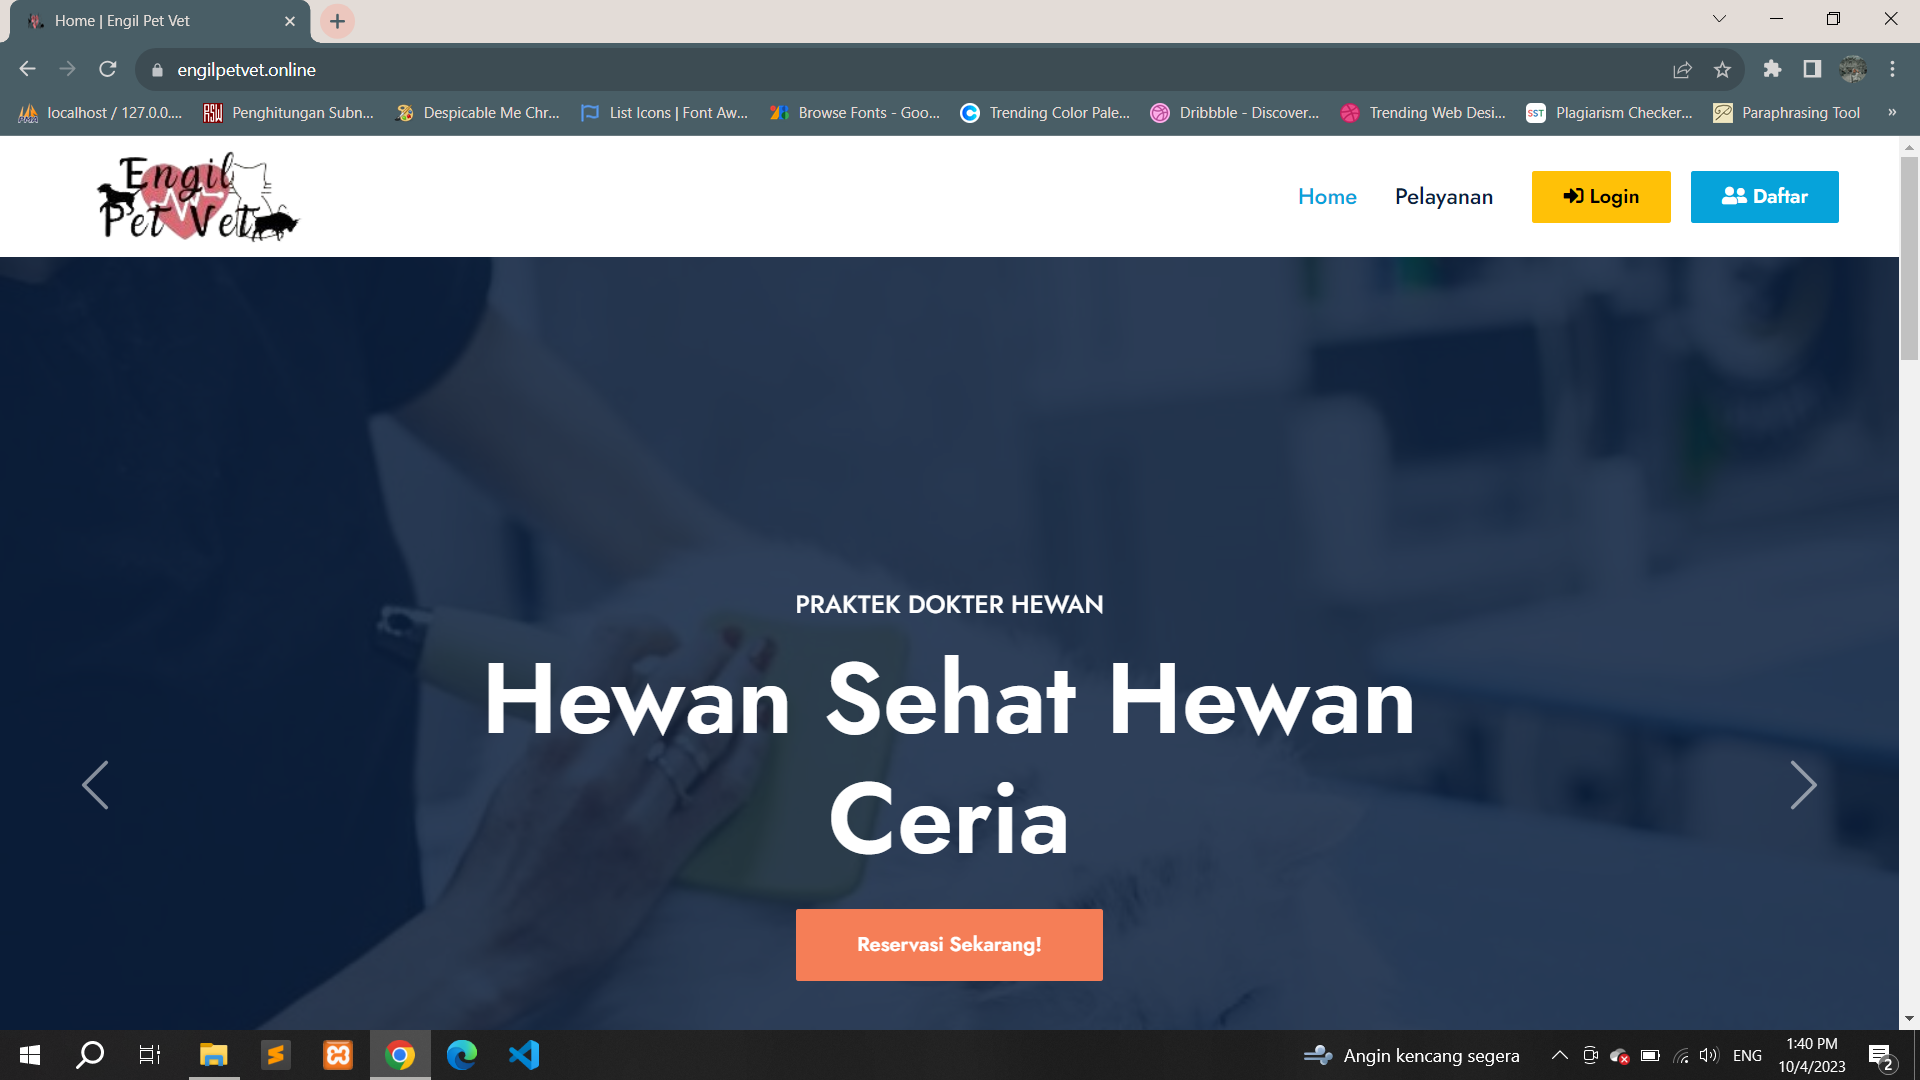 Home | Engil Pet Vet
engilpetvet.online
localhost / 127.0.0....
Penghitungan Subn...
Despicable Me Chr...
List Icons | Font Aw...
Browse Fonts - Goo...
Trending Color Pale...
Dribbble - Discover...
Trending Web Desi...
SST
Plagiarism Checker...
Paraphrasing Tool
»
Engil
Pet Vet
Home
Pelayanan
Login
Daftar
PRAKTEK DOKTER HEWAN
Hewan Sehat Hewan
Ceria
Reservasi Sekarang!
Angin kencang segera
ENG
1:40 PM
10/4/2023
2